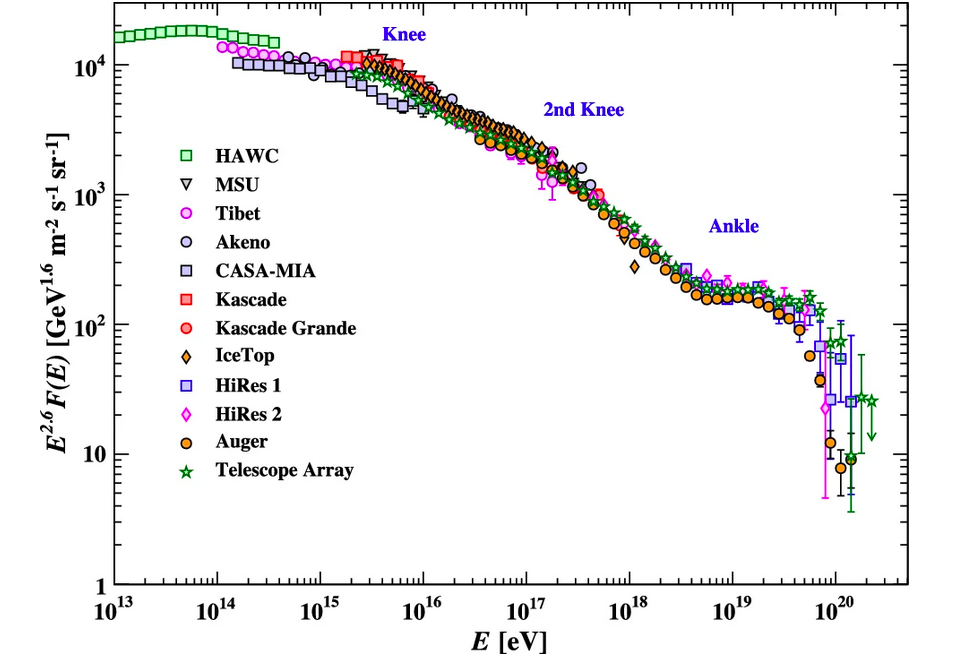 Knee
2nd Knee
Ankle
HAWC
MSU
Tibet
Akeno
CASA-MIA
Kascade
Kascade Grande
IceTop
HiRes 1
HiRes 2
Auger
Telescope Array
E^2.6 F(E) [GeV^1.6 m^-2 s^-1 sr^-1]
10^4
10^3
10^2
10
1
10^13 10^14 10^15 10^16 10^17 10^18 10^19 10^20
E [eV]